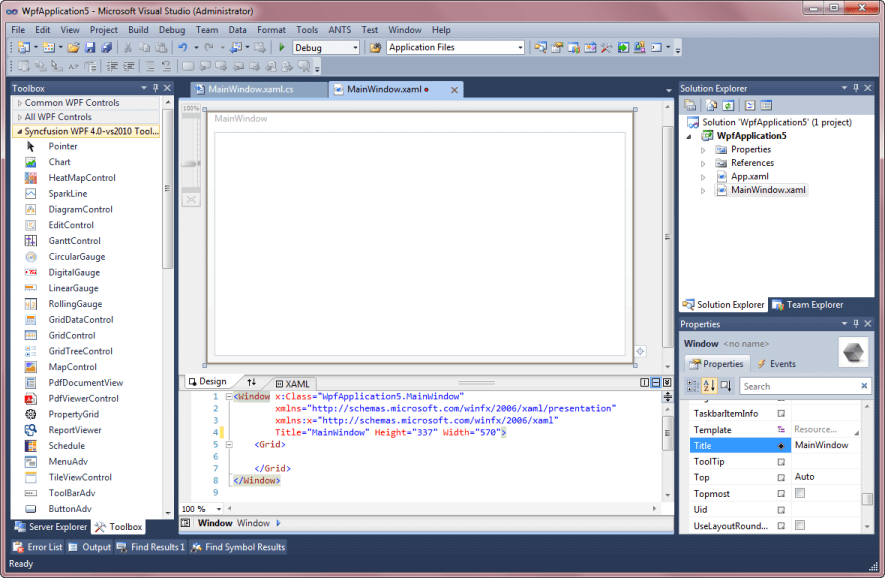 WpfApplication5 - Microsoft Visual Studio (Administrator)
File Edit View Project Build Debug Team Data Format Tools ANTS Test Window Help
Debug
Application Files
Toolbox
Common WPF Controls
All WPF Controls
Syncfusion WPF 4.0-vs2010 Tool...
Pointer
Chart
HeatMapControl
SparkLine
DiagramControl
EditControl
GanttControl
CircularGauge
DigitalGauge
LinearGauge
RollingGauge
GridDataControl
GridControl
GridTreeControl
MapControl
PdfDocumentView
PdfViewerControl
PropertyGrid
ReportViewer
Schedule
MenuAdv
TileViewControl
ToolBarAdv
ButtonAdv
Server Explorer Toolbox
MainWindow.xaml.cs MainWindow.xaml
100%
MainWindow
Design XAML
1 <Window x:Class="WpfApplication5.MainWindow"
2 xmlns="http://schemas.microsoft.com/winfx/2006/xaml/presentation"
3 xmlns:x="http://schemas.microsoft.com/winfx/2006/xaml"
4 Title="MainWindow" Height="337" Width="570">
5 <Grid>
6
7 </Grid>
8 </Window>
9
100 %
Window Window
Solution Explorer
Solution 'WpfApplication5' (1 project)
WpfApplication5
Properties
References
App.xaml
MainWindow.xaml
Solution Explorer Team Explorer
Properties
Window <no name>
Properties Events
Search
TaskbarItemInfo
Template Resource...
Title MainWindow
ToolTip
Top Auto
Topmost
Uid
UseLayoutRound...
Error List Output Find Results 1 Find Symbol Results
Ready